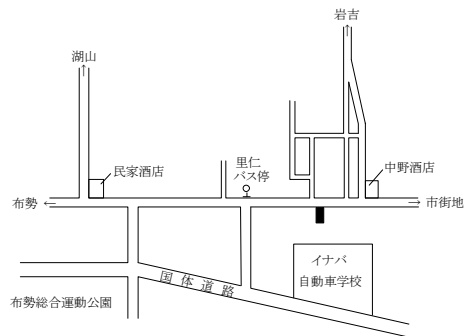 岩吉
↑
湖山
↑
民家酒店
里仁
バス停
中野酒店
布勢←
→市街地
イナバ
自動車学校
国体道路
布勢総合運動公園